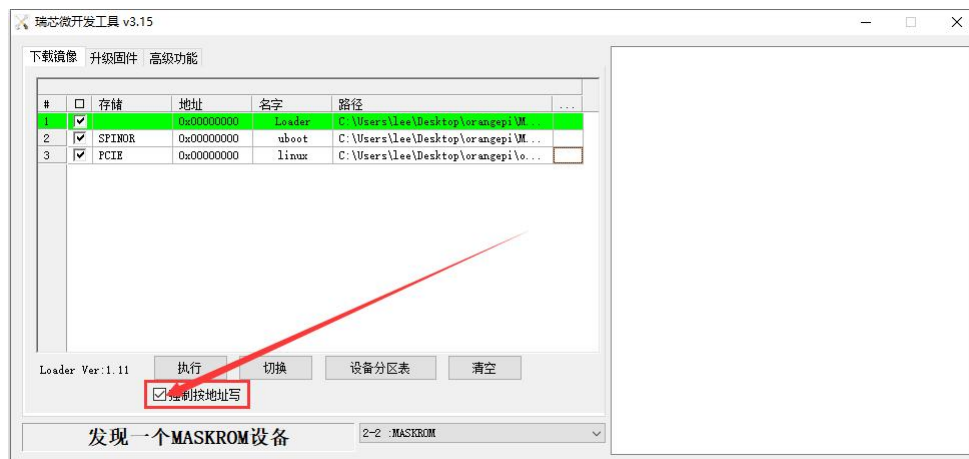 瑞芯微开发工具 v3.15
下载镜像 升级固件 高级功能
# 存储 地址 名字 路径 ...
1 0x00000000 Loader C:\Users\lee\Desktop\orangepi\M...
2 SPINOR 0x00000000 uboot C:\Users\lee\Desktop\orangepi\M...
3 PCIE 0x00000000 linux C:\Users\lee\Desktop\orangepi\o...
Loader Ver:1.11 执行 切换 设备分区表 清空
强制按地址写
发现一个MASKROM设备 2-2 :MASKROM